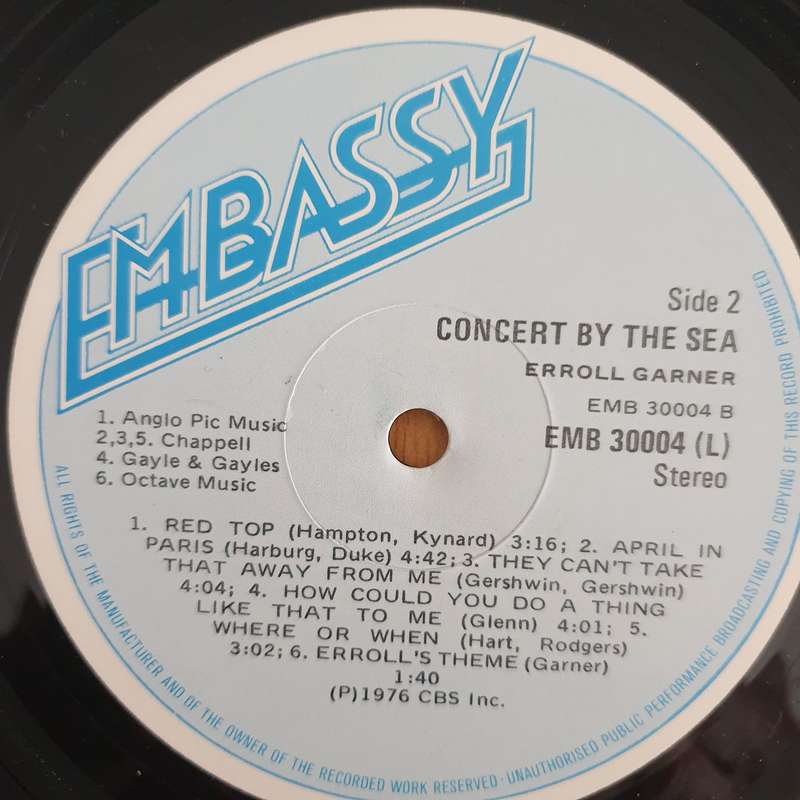 EMBASSY
Side 2
CONCERT BY THE SEA
ERROLL GARNER
EMB 30004 B
EMB 30004 (L)
Stereo
1. Anglo Pic Music
2,3,5. Chappell
4. Gayle & Gayles
6. Octave Music
1. RED TOP (Hampton, Kynard) 3:16; 2. APRIL IN
PARIS (Harburg, Duke) 4:42; 3. THEY CAN'T TAKE
THAT AWAY FROM ME (Gershwin, Gershwin)
4:04; 4. HOW COULD YOU DO A THING
LIKE THAT TO ME (Glenn) 4:01; 5.
WHERE OR WHEN (Hart, Rodgers)
3:02; 6. ERROLL'S THEME (Garner)
1:40
(P)1976 CBS Inc.
ALL RIGHTS OF THE MANUFACTURER AND OF THE OWNER OF THE RECORDED WORK RESERVED · UNAUTHORISED PUBLIC PERFORMANCE BROADCASTING AND COPYING OF THIS RECORD PROHIBITED